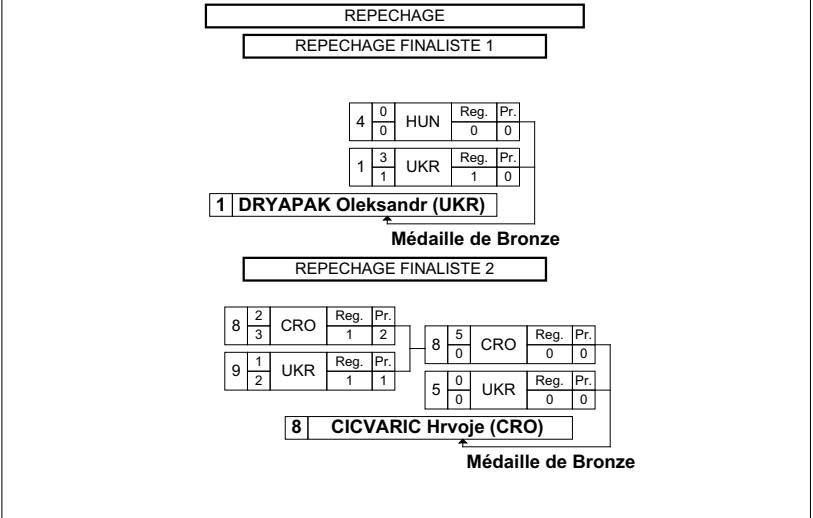 REPECHAGE
REPECHAGE FINALISTE 1
4 0 HUN Reg. Pr.
0 0 0
1 3 UKR Reg. Pr.
1 1 0
1 DRYAPAK Oleksandr (UKR)
Médaille de Bronze
REPECHAGE FINALISTE 2
8 2 CRO Reg. Pr.
3 1 2
9 1 UKR Reg. Pr.
2 1 1
8 5 CRO Reg. Pr.
0 0 0
5 0 UKR Reg. Pr.
0 0 0
8 CICVARIC Hrvoje (CRO)
Médaille de Bronze